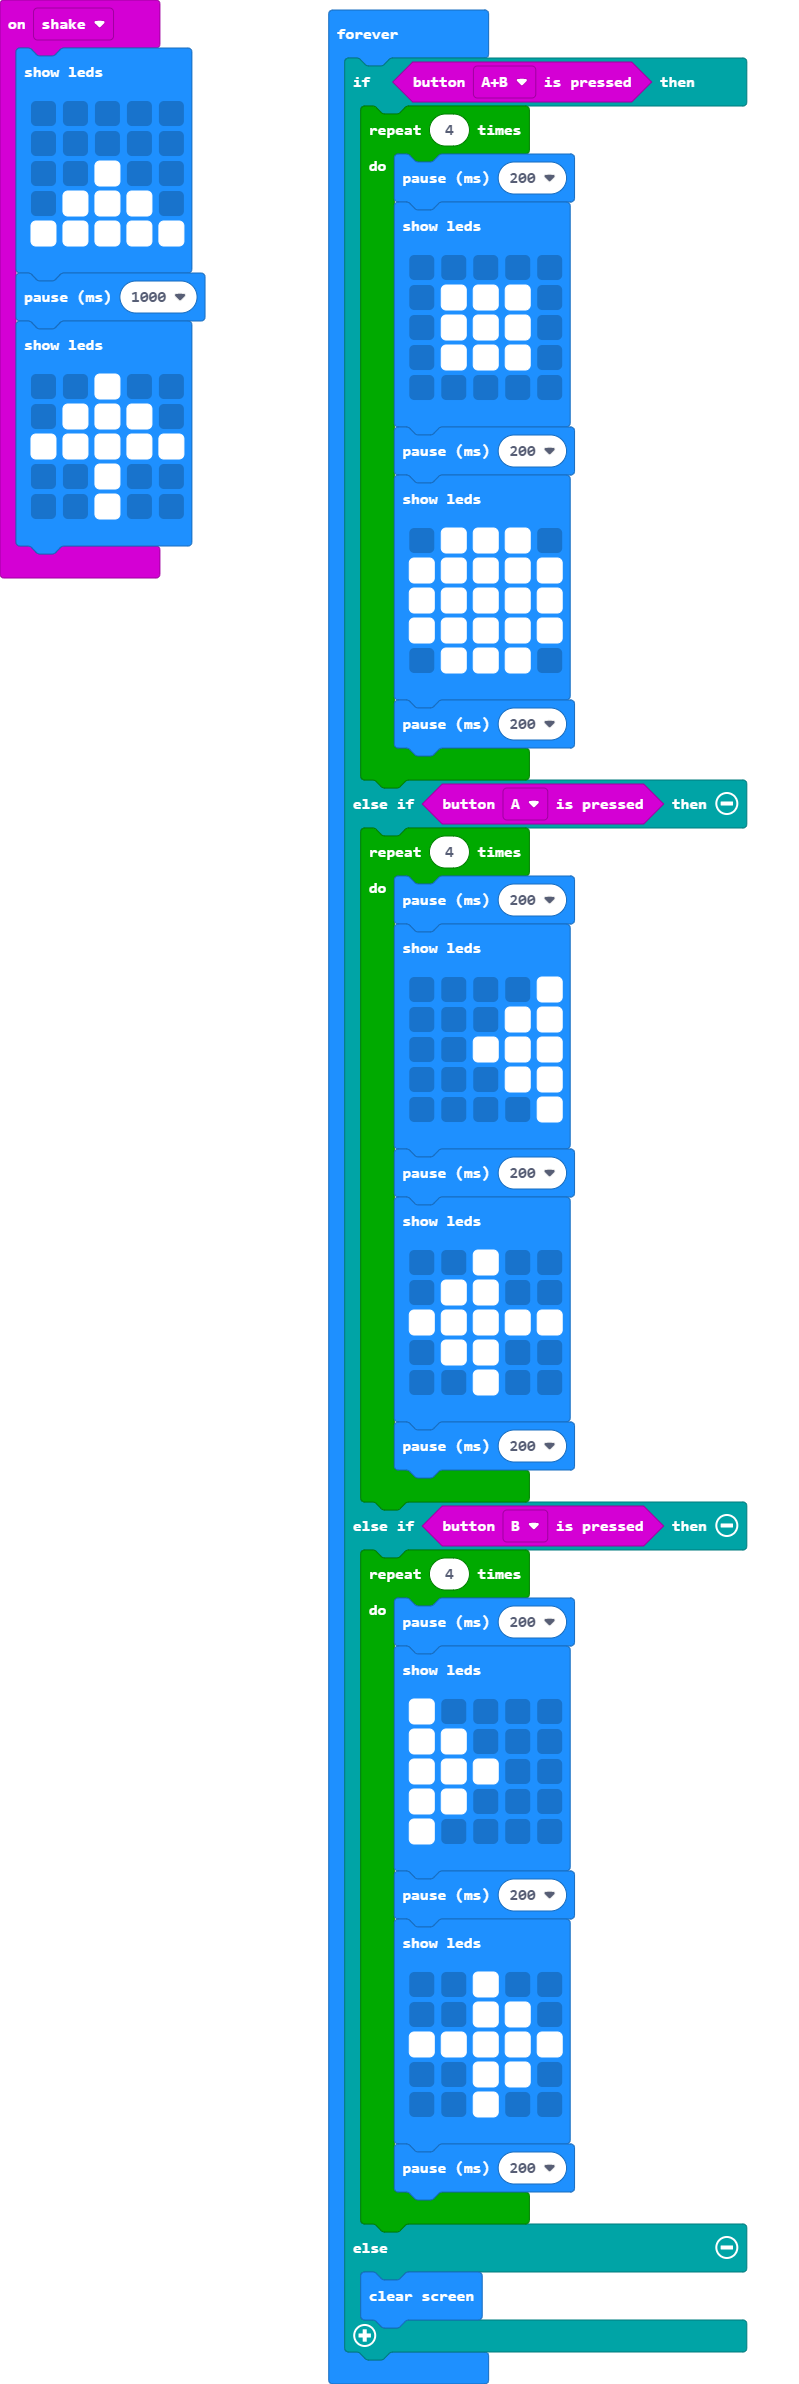 on shake
show leds
pause (ms) 1000
show leds
forever
if button A+B is pressed then
repeat 4 times
do
pause (ms) 200
show leds
pause (ms) 200
show leds
pause (ms) 200
else if button A is pressed then
repeat 4 times
do
pause (ms) 200
show leds
pause (ms) 200
show leds
pause (ms) 200
else if button B is pressed then
repeat 4 times
do
pause (ms) 200
show leds
pause (ms) 200
show leds
pause (ms) 200
else
clear screen